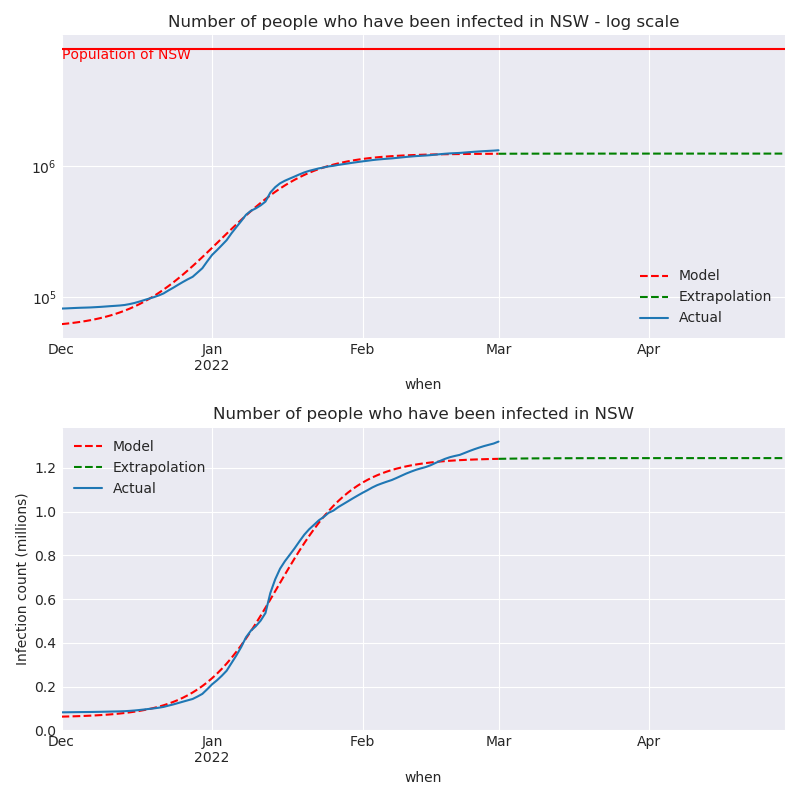 Number of people who have been infected in NSW - log scale
Population of NSW
10⁶
10⁵
Model
Extrapolation
Actual
Dec Jan Feb Mar Apr
2022
when
Number of people who have been infected in NSW
Infection count (millions)
1.2
1.0
0.8
0.6
0.4
0.2
0.0
Model
Extrapolation
Actual
Dec Jan Feb Mar Apr
2022
when